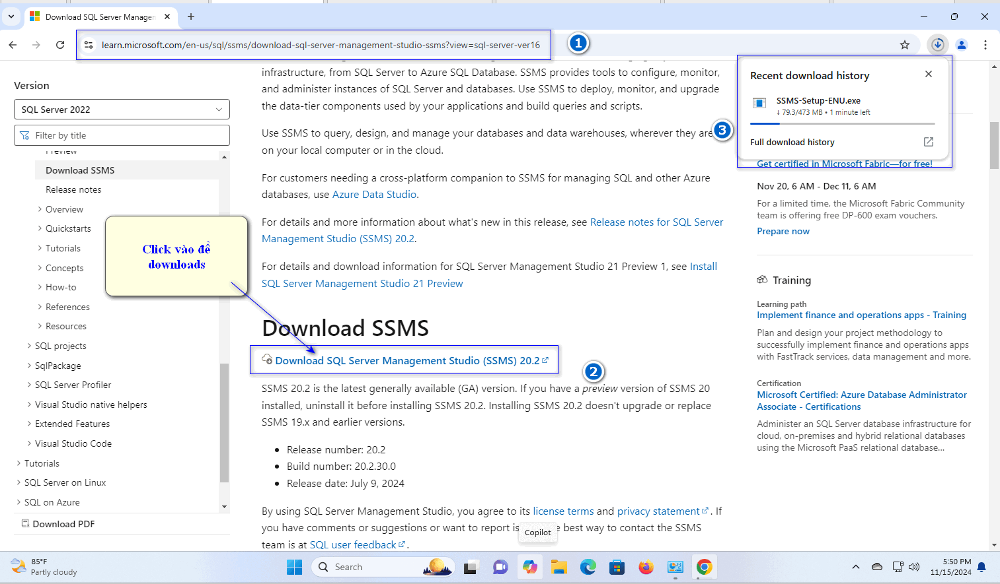 Download SQL Server Managem
learn.microsoft.com/en-us/sql/ssms/download-sql-server-management-studio-ssms?view=sql-server-ver16
1
Version
SQL Server 2022
Filter by title
Preview
Download SSMS
Release notes
Overview
Quickstarts
Tutorials
Concepts
How-to
References
Resources
SQL projects
SqlPackage
SQL Server Profiler
Visual Studio native helpers
Extended Features
Visual Studio Code
Tutorials
SQL Server on Linux
SQL on Azure
Download PDF
Click vào để
downloads
infrastructure, from SQL Server to Azure SQL Database. SSMS provides tools to configure, monitor,
and administer instances of SQL Server and databases. Use SSMS to deploy, monitor, and upgrade
the data-tier components used by your applications and build queries and scripts.
Use SSMS to query, design, and manage your databases and data warehouses, wherever they are
on your local computer or in the cloud.
For customers needing a cross-platform companion to SSMS for managing SQL and other Azure
databases, use Azure Data Studio.
For details and more information about what's new in this release, see Release notes for SQL Server
Management Studio (SSMS) 20.2.
For details and download information for SQL Server Management Studio 21 Preview 1, see Install
SQL Server Management Studio 21 Preview
Download SSMS
Download SQL Server Management Studio (SSMS) 20.2
2
SSMS 20.2 is the latest generally available (GA) version. If you have a preview version of SSMS 20
installed, uninstall it before installing SSMS 20.2. Installing SSMS 20.2 doesn't upgrade or replace
SSMS 19.x and earlier versions.
• Release number: 20.2
• Build number: 20.2.30.0
• Release date: July 9, 2024
By using SQL Server Management Studio, you agree to its license terms and privacy statement. If
you have comments or suggestions or want to report is e best way to contact the SSMS
team is at SQL user feedback.
Copilot
Recent download history
SSMS-Setup-ENU.exe
↓ 79.3/473 MB • 1 minute left
Full download history
3
Get certified in Microsoft Fabric—for free!
Nov 20, 6 AM - Dec 11, 6 AM
For a limited time, the Microsoft Fabric Community
team is offering free DP-600 exam vouchers.
Prepare now
Training
Learning path
Implement finance and operations apps - Training
Plan and design your project methodology to
successfully implement finance and operations apps
with FastTrack services, data management and more.
Certification
Microsoft Certified: Azure Database Administrator
Associate - Certifications
Administer an SQL Server database infrastructure for
cloud, on-premises and hybrid relational databases
using the Microsoft PaaS relational database...
85°F
Partly cloudy
Search
5:50 PM
11/15/2024